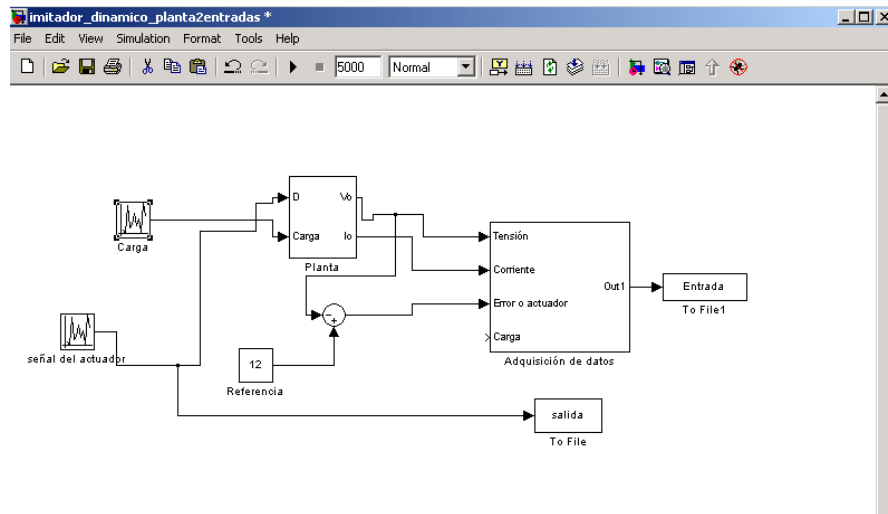 imitador_dinamico_planta2entradas *
File Edit View Simulation Format Tools Help
5000 Normal
Carga
D
Vo
Carga
Io
Planta
Tensión
Corriente
Error o actuador
Carga
Out1
Adquisición de datos
Entrada
To File1
señal del actuador
12
Referencia
salida
To File